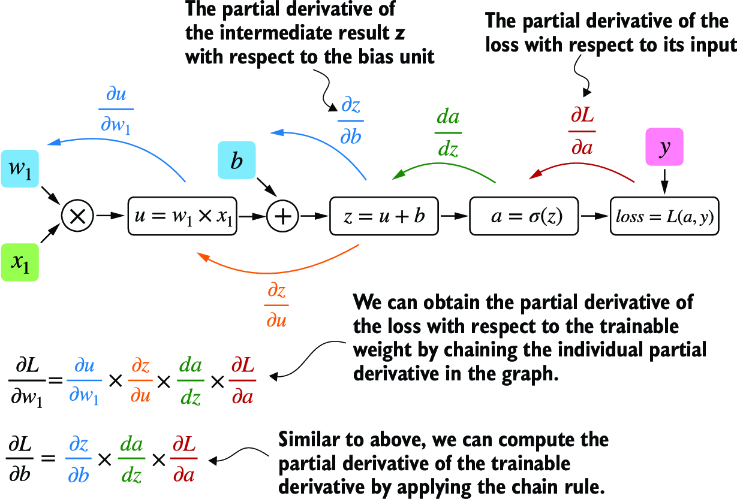 The partial derivative of
the intermediate result z
with respect to the bias unit
The partial derivative of the
loss with respect to its input
∂u/∂w₁
∂z/∂b
da/dz
∂L/∂a
w₁
b
y
×
u = w₁ × x₁
+
z = u + b
a = σ(z)
loss = L(a, y)
x₁
∂z/∂u
We can obtain the partial derivative of
the loss with respect to the trainable
weight by chaining the individual partial
derivative in the graph.
∂L/∂w₁ = ∂u/∂w₁ × ∂z/∂u × da/dz × ∂L/∂a
∂L/∂b = ∂z/∂b × da/dz × ∂L/∂a
Similar to above, we can compute the
partial derivative of the trainable
derivative by applying the chain rule.